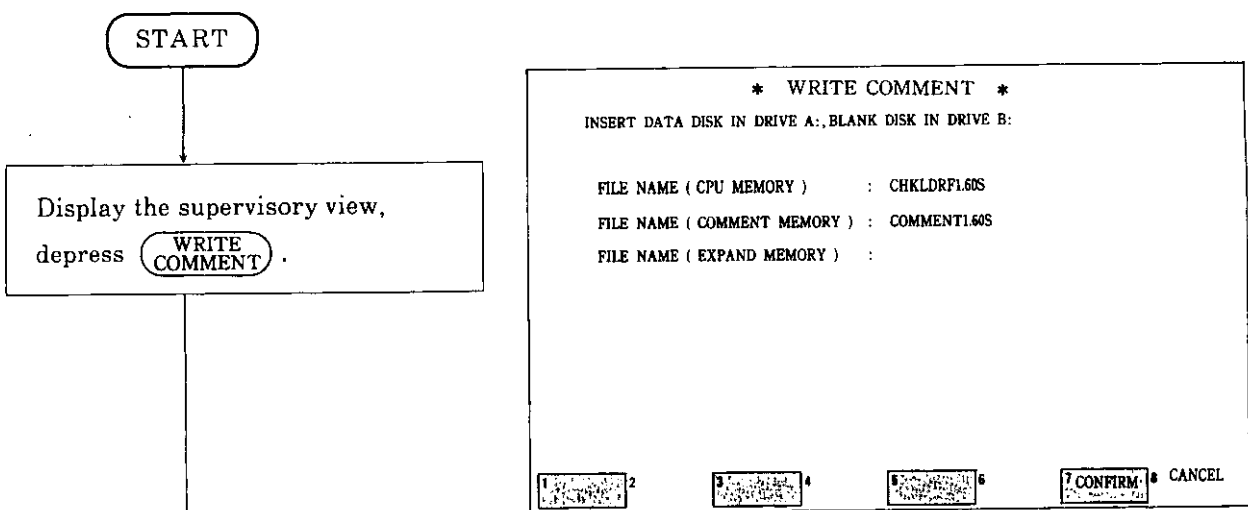 START
Display the supervisory view,
depress WRITE COMMENT .
* WRITE COMMENT *
INSERT DATA DISK IN DRIVE A:,BLANK DISK IN DRIVE B:
FILE NAME ( CPU MEMORY ) : CHKLDRF1.60S
FILE NAME ( COMMENT MEMORY ) : COMMENT1.60S
FILE NAME ( EXPAND MEMORY ) :
1 2 3 4 5 6 7 CONFIRM 8 CANCEL